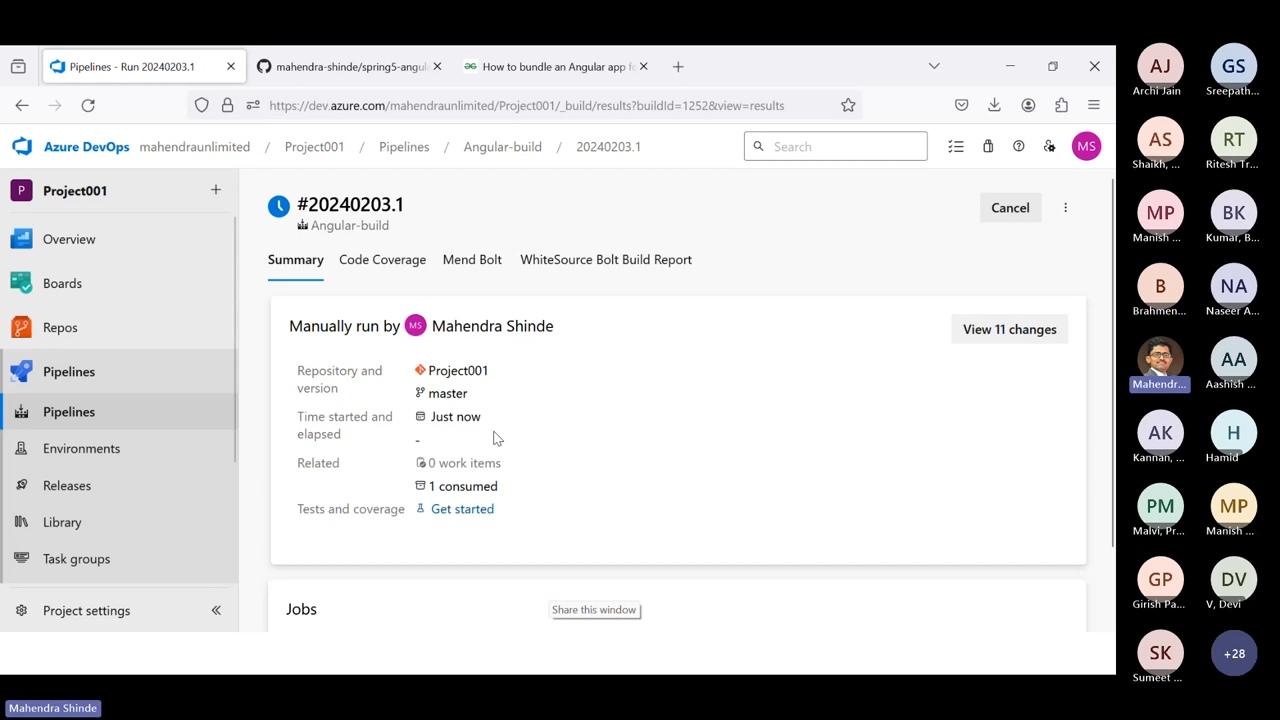 Pipelines - Run 20240203.1
mahendra-shinde/spring5-angul
How to bundle an Angular app fo
https://dev.azure.com/mahendraunlimited/Project001/_build/results?buildId=1252&view=results
Azure DevOps mahendraunlimited / Project001 / Pipelines / Angular-build / 20240203.1
Search
MS
P Project001
Overview
Boards
Repos
Pipelines
Pipelines
Environments
Releases
Library
Task groups
Project settings
#20240203.1
Angular-build
Cancel
Summary Code Coverage Mend Bolt WhiteSource Bolt Build Report
Manually run by MS Mahendra Shinde
View 11 changes
Repository and version
Project001
master
Time started and elapsed
Just now
-
Related
0 work items
1 consumed
Tests and coverage
Get started
Jobs
Share this window
AJ GS
Archi Jain Sreepath...
AS RT
Shaikh, ... Ritesh Tr...
MP BK
Manish ... Kumar, B...
B NA
Brahmen... Naseer A...
AA
Mahendr... Aashish ...
AK H
Kannan, ... Hamid
PM MP
Malvi, Pr... Manish ...
GP DV
Girish Pa... V, Devi
SK +28
Sumeet ...
Mahendra Shinde